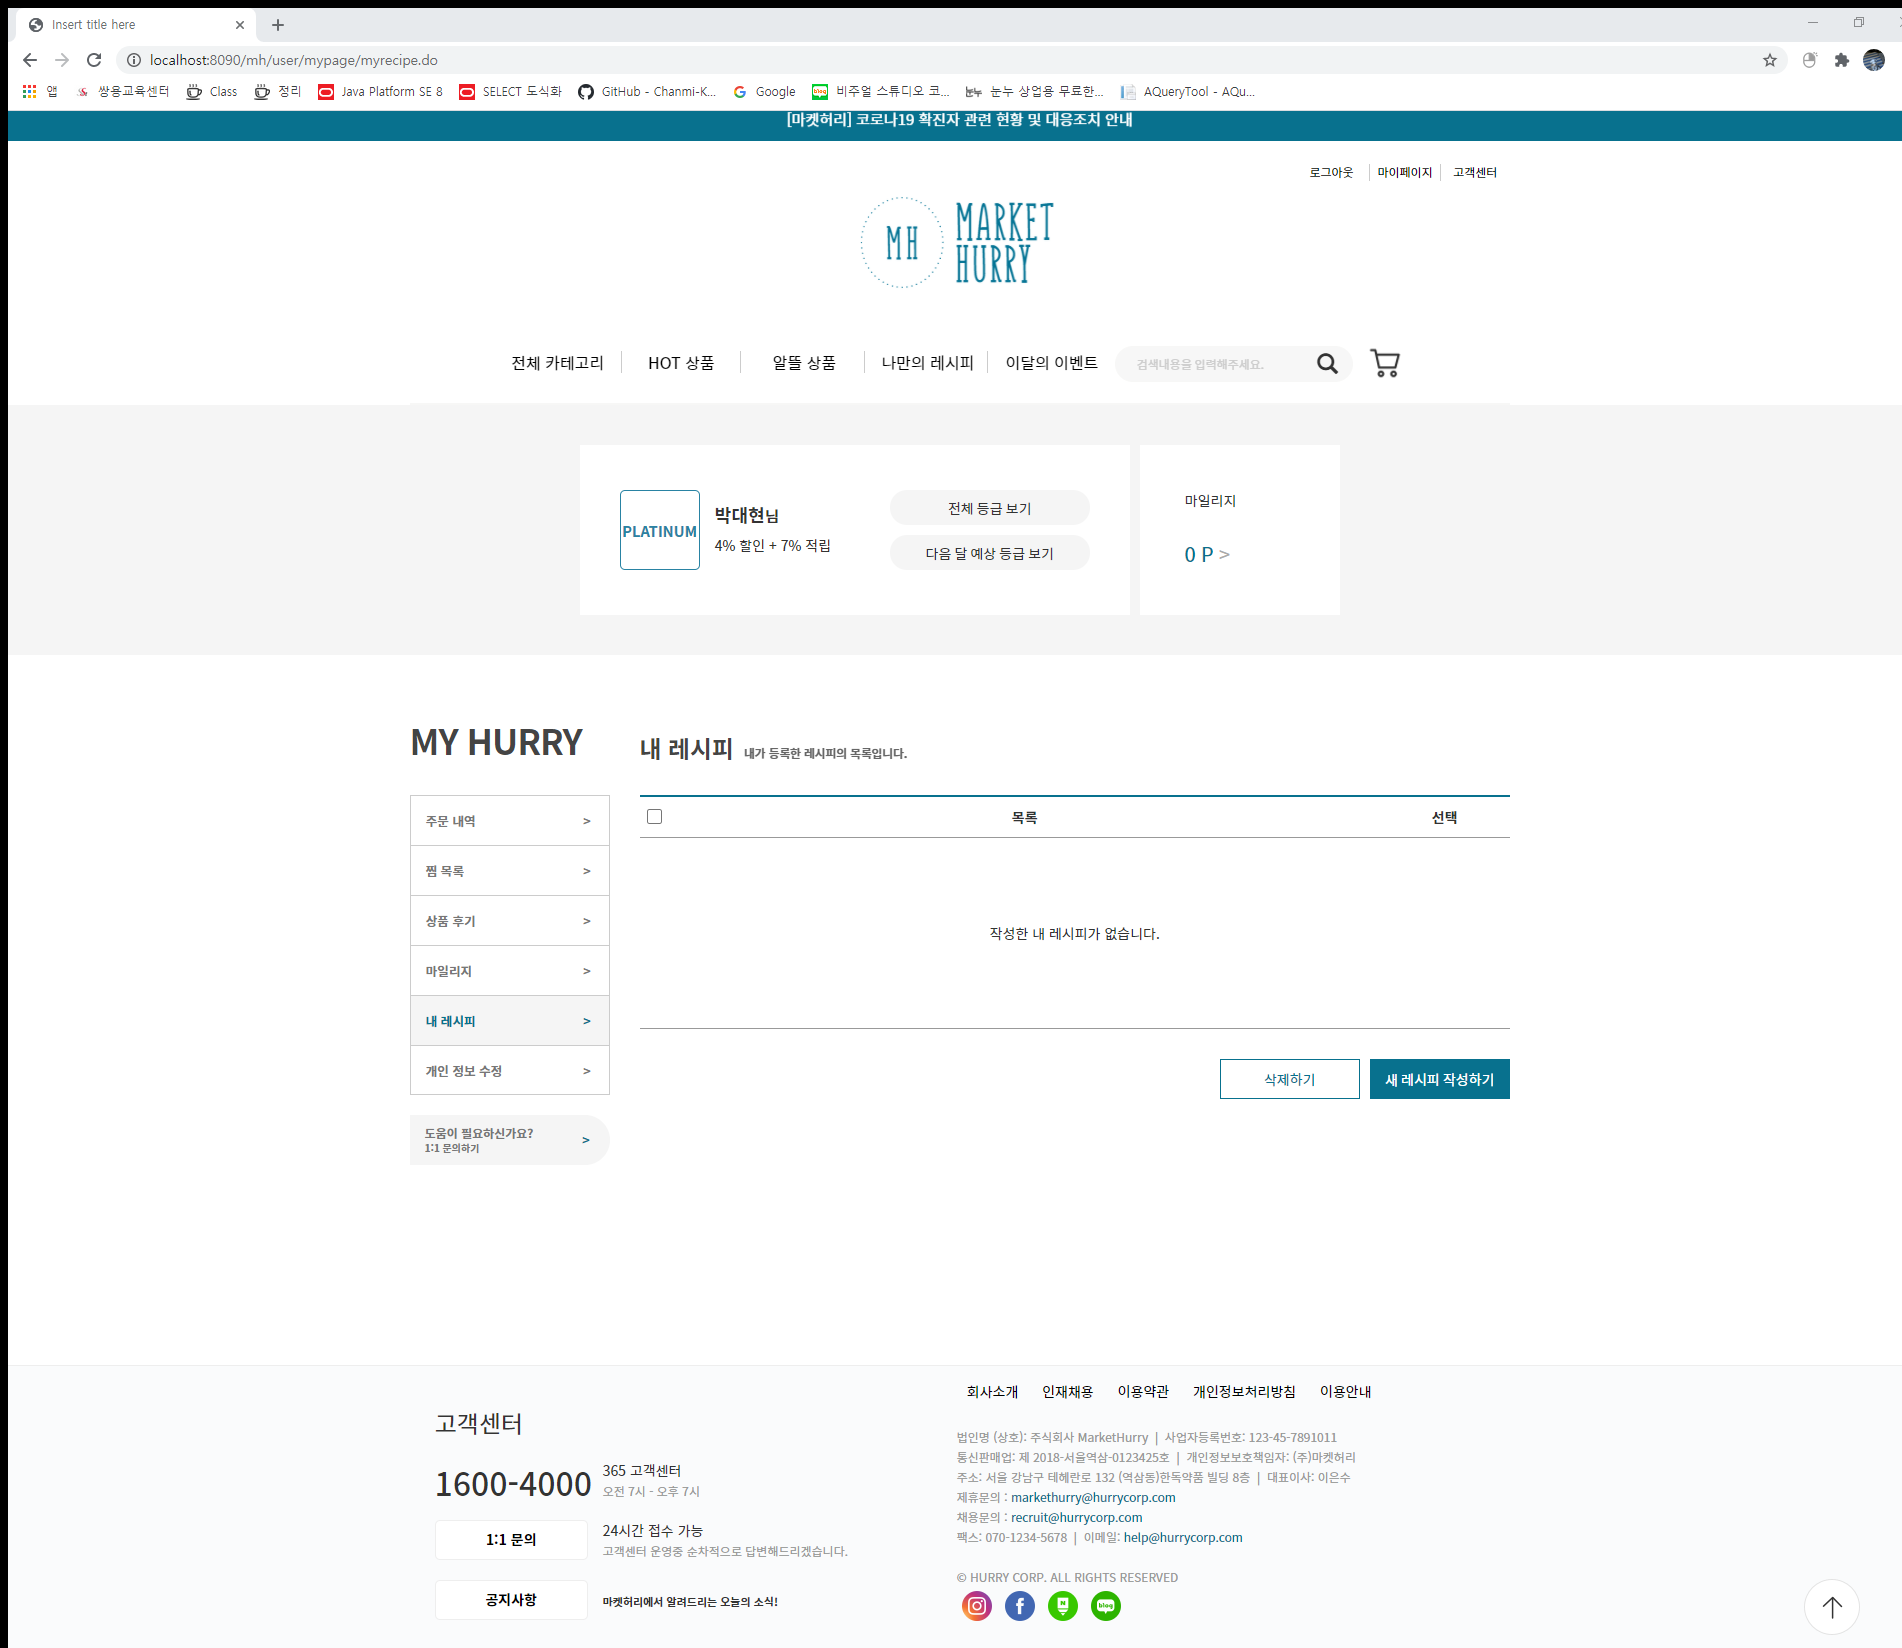 Insert title here
localhost:8090/mh/user/mypage/myrecipe.do
앱 쌍용교육센터 Class 정리 Java Platform SE 8 SELECT 도식화 GitHub - Chanmi-K... Google 비주얼 스튜디오 코... 눈누 상업용 무료한... AQueryTool - AQu...
[마켓허리] 코로나19 확진자 관련 현황 및 대응조치 안내
로그아웃 마이페이지 고객센터
MH
MARKET
HURRY
전체 카테고리 HOT 상품 알뜰 상품 나만의 레시피 이달의 이벤트 검색내용을 입력해주세요.
PLATINUM
박대현님
4% 할인 + 7% 적립
전체 등급 보기
다음 달 예상 등급 보기
마일리지
0 P >
MY HURRY
주문 내역 >
찜 목록 >
상품 후기 >
마일리지 >
내 레시피 >
개인 정보 수정 >
도움이 필요하신가요?
1:1 문의하기 >
내 레시피 내가 등록한 레시피의 목록입니다.
목록 선택
작성한 내 레시피가 없습니다.
삭제하기 새 레시피 작성하기
고객센터
1600-4000
365 고객센터
오전 7시 - 오후 7시
1:1 문의
24시간 접수 가능
고객센터 운영중 순차적으로 답변해드리겠습니다.
공지사항
마켓허리에서 알려드리는 오늘의 소식!
회사소개 인재채용 이용약관 개인정보처리방침 이용안내
법인명 (상호): 주식회사 MarketHurry | 사업자등록번호: 123-45-7891011
통신판매업: 제 2018-서울역삼-0123425호 | 개인정보보호책임자: (주)마켓허리
주소: 서울 강남구 테헤란로 132 (역삼동)한독약품 빌딩 8층 | 대표이사: 이은수
제휴문의 : markethurry@hurrycorp.com
채용문의 : recruit@hurrycorp.com
팩스: 070-1234-5678 | 이메일: help@hurrycorp.com
© HURRY CORP. ALL RIGHTS RESERVED
N
blog